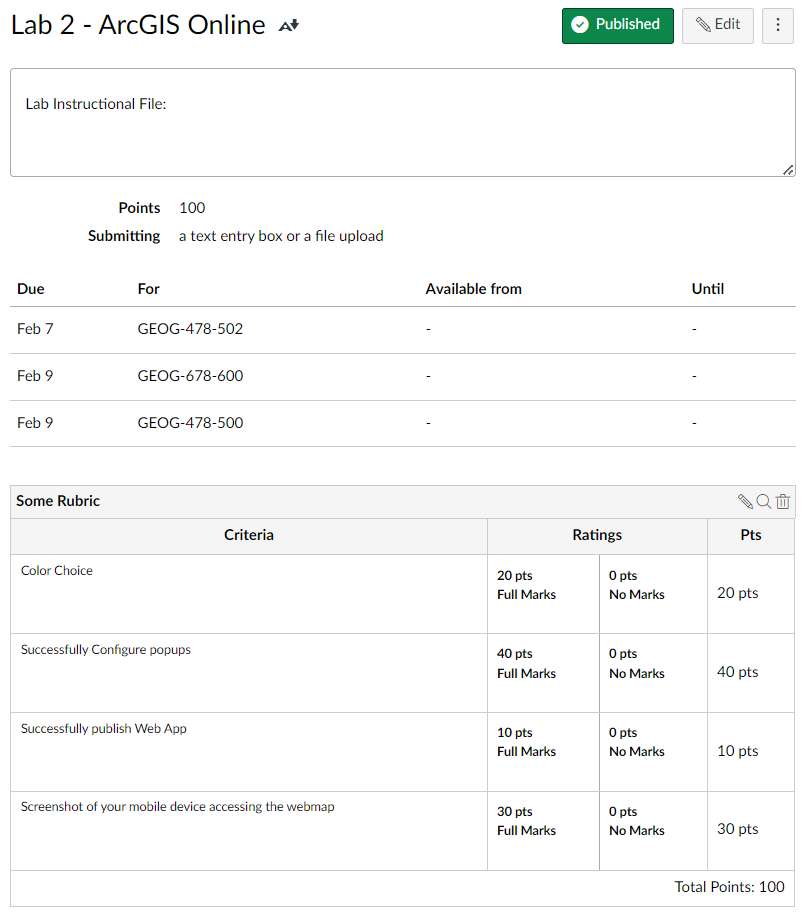 Lab 2 - ArcGIS Online
Published
Edit
Lab Instructional File:
Points 100
Submitting a text entry box or a file upload
Due For Available from Until
Feb 7 GEOG-478-502 - -
Feb 9 GEOG-678-600 - -
Feb 9 GEOG-478-500 - -
Some Rubric
Criteria Ratings Pts
Color Choice
20 pts
Full Marks
0 pts
No Marks
20 pts
Successfully Configure popups
40 pts
Full Marks
0 pts
No Marks
40 pts
Successfully publish Web App
10 pts
Full Marks
0 pts
No Marks
10 pts
Screenshot of your mobile device accessing the webmap
30 pts
Full Marks
0 pts
No Marks
30 pts
Total Points: 100